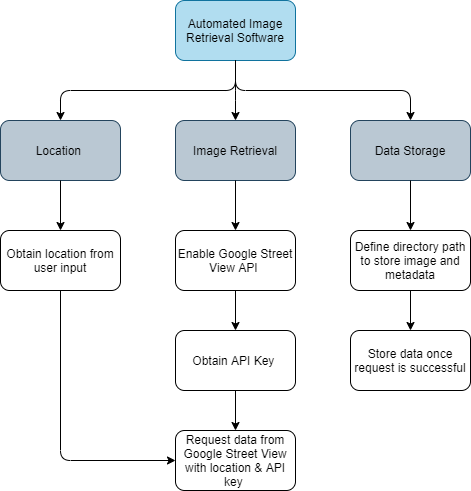 Automated Image
Retrieval Software
Location
Image Retrieval
Data Storage
Obtain location from
user input
Enable Google Street
View API
Define directory path
to store image and
metadata
Obtain API Key
Store data once
request is successful
Request data from
Google Street View
with location & API
key